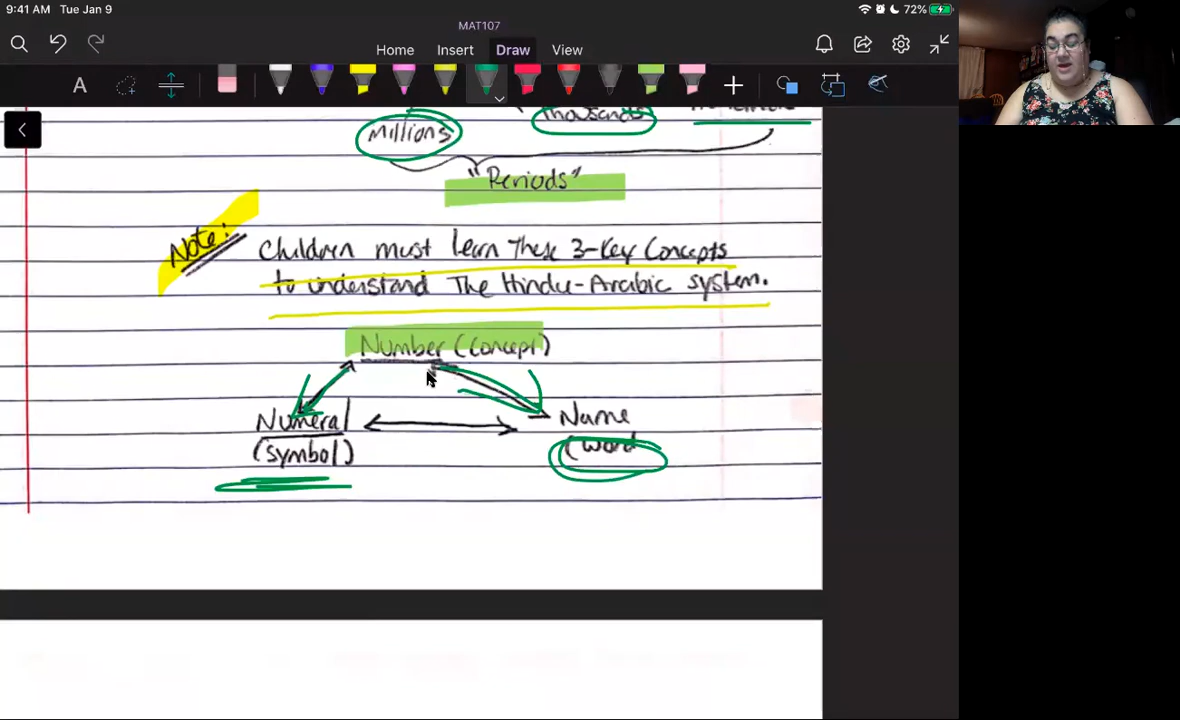 9:41 AM Tue Jan 9
72%
MAT107
Home Insert Draw View
millions thousands
"Periods"
Note: Children must learn These 3-Key Concepts
to understand The Hindu-Arabic system.
Number (concept)
Numeral Name
(symbol) (word